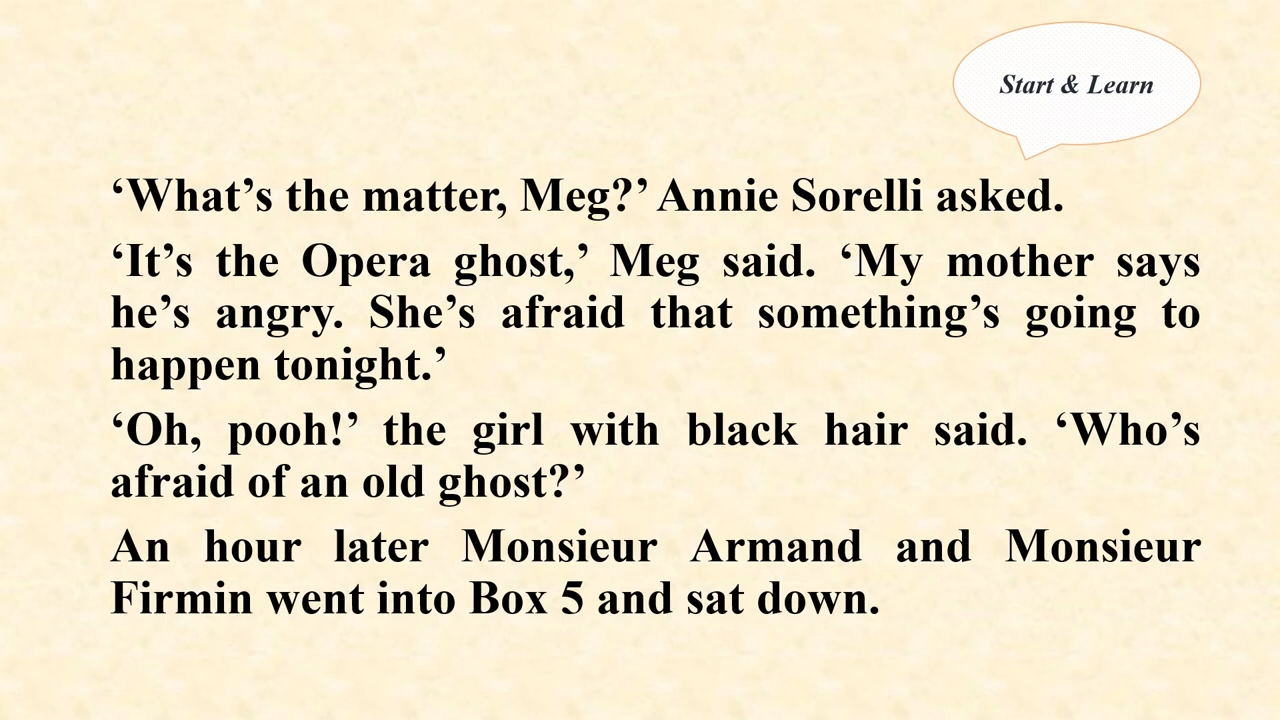 Start & Learn
‘What’s the matter, Meg?’ Annie Sorelli asked.
‘It’s the Opera ghost,’ Meg said. ‘My mother says
he’s angry. She’s afraid that something’s going to
happen tonight.’
‘Oh, pooh!’ the girl with black hair said. ‘Who’s
afraid of an old ghost?’
An hour later Monsieur Armand and Monsieur
Firmin went into Box 5 and sat down.